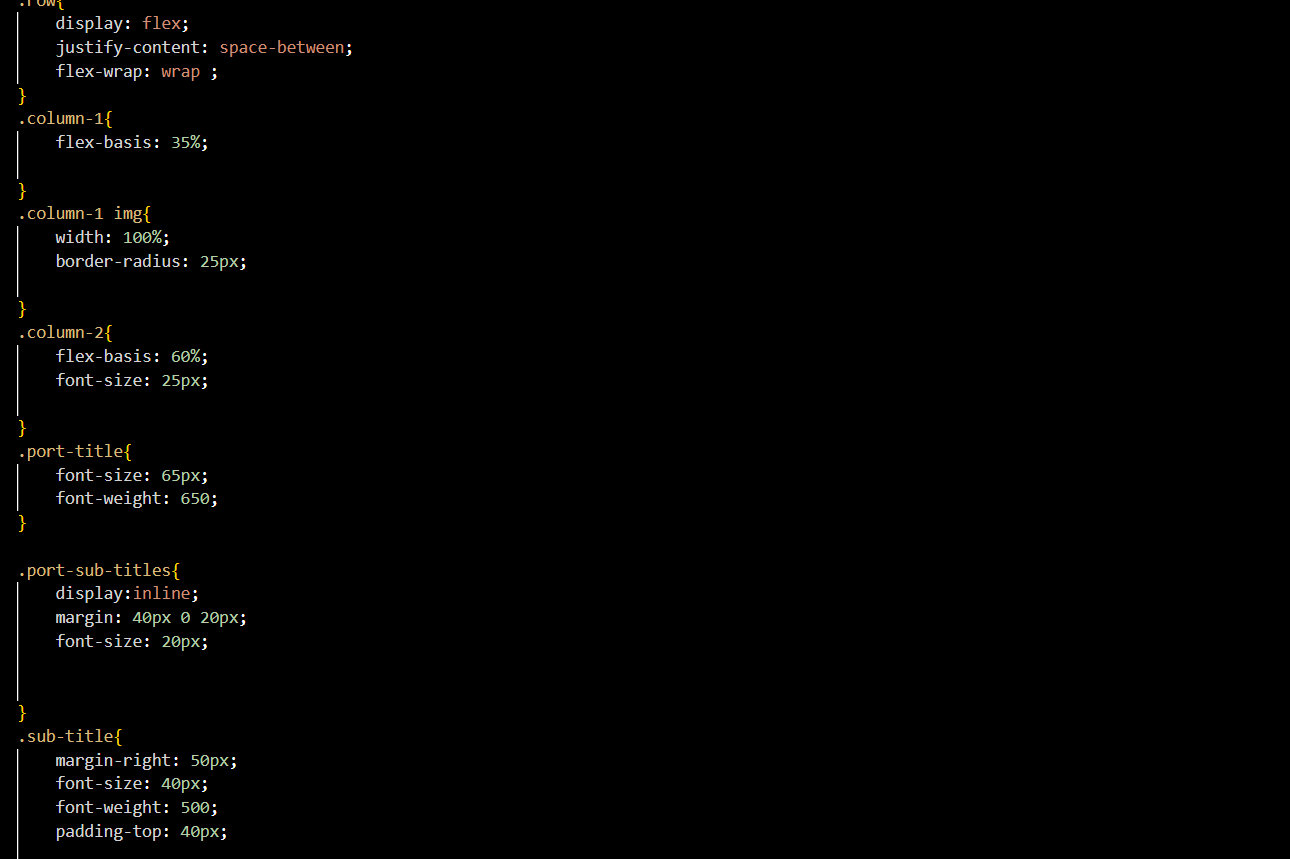 .row{
display: flex;
justify-content: space-between;
flex-wrap: wrap ;
}
.column-1{
flex-basis: 35%;
}
.column-1 img{
width: 100%;
border-radius: 25px;
}
.column-2{
flex-basis: 60%;
font-size: 25px;
}
.port-title{
font-size: 65px;
font-weight: 650;
}
.port-sub-titles{
display:inline;
margin: 40px 0 20px;
font-size: 20px;
}
.sub-title{
margin-right: 50px;
font-size: 40px;
font-weight: 500;
padding-top: 40px;